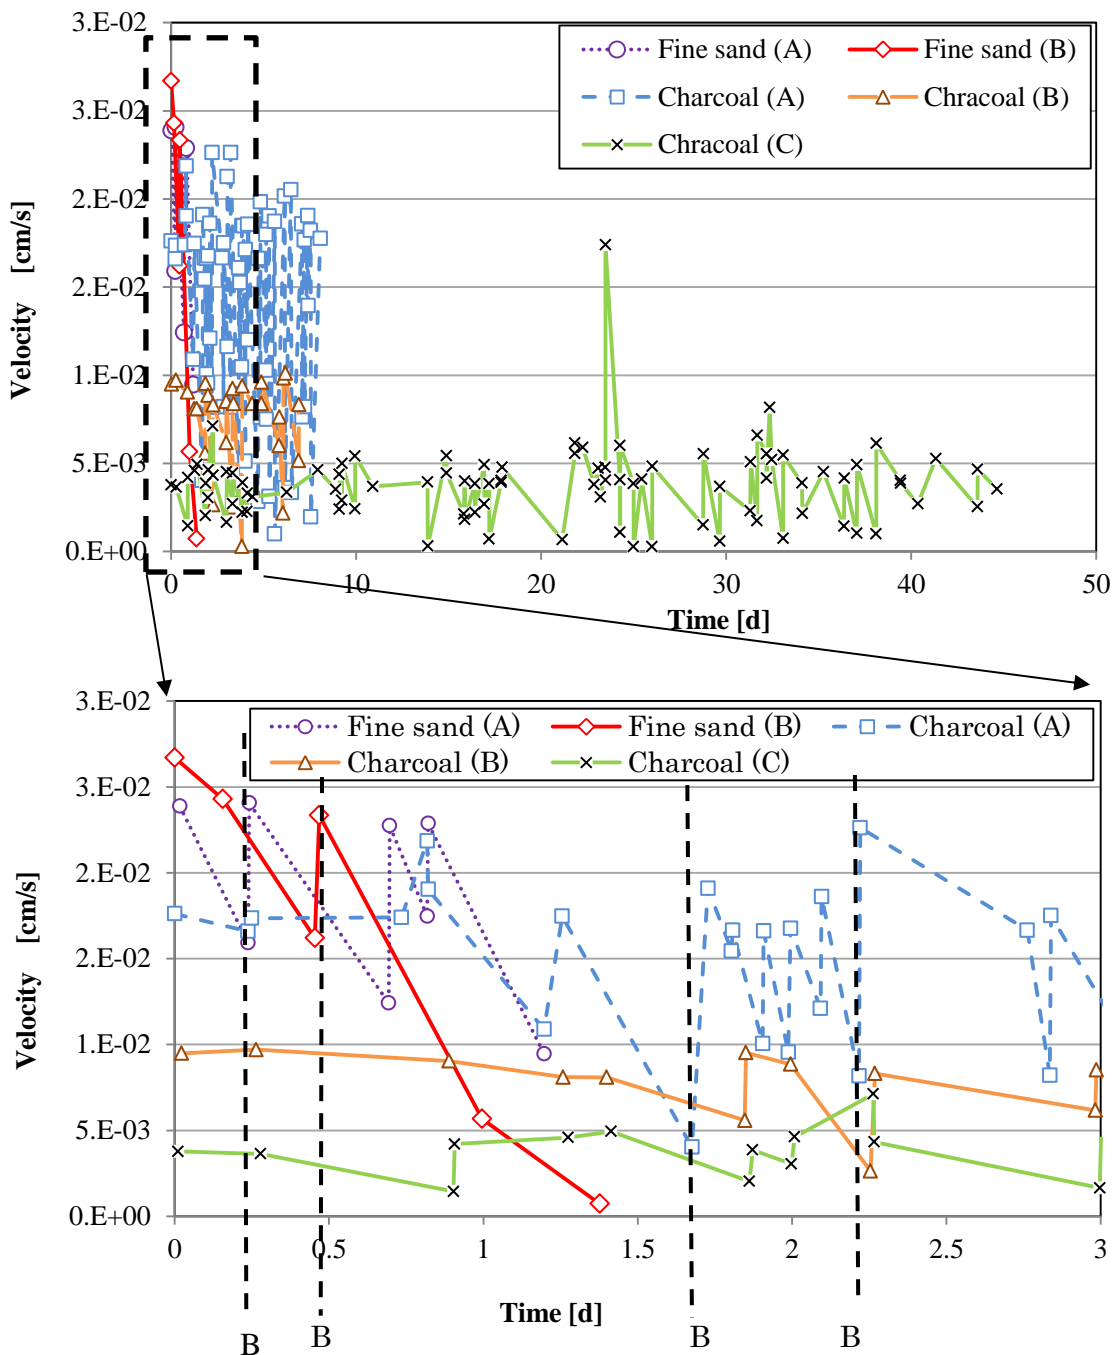 3.E-02
3.E-02
2.E-02
2.E-02
1.E-02
5.E-03
0.E+00
Velocity [cm/s]
Fine sand (A) Fine sand (B)
Charcoal (A) Chracoal (B)
Chracoal (C)
0 10 20 30 40 50
Time [d]
3.E-02
3.E-02
2.E-02
2.E-02
1.E-02
5.E-03
0.E+00
Velocity [cm/s]
Fine sand (A) Fine sand (B) Charcoal (A)
Charcoal (B) Charcoal (C)
0 0.5 1 1.5 2 2.5 3
Time [d]
B B B B